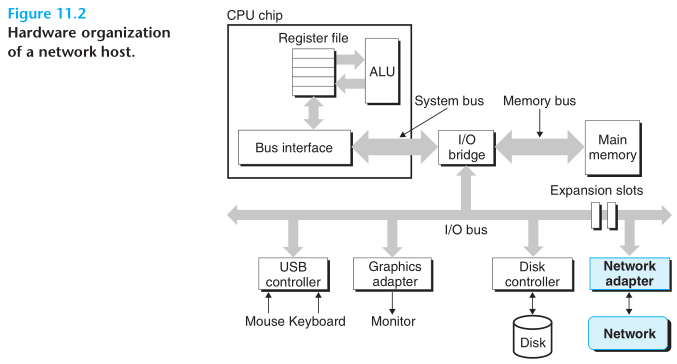 Figure 11.2
Hardware organization
of a network host.
CPU chip
Register file
ALU
System bus
Memory bus
Bus interface
I/O
bridge
Main
memory
Expansion slots
I/O bus
USB
controller
Graphics
adapter
Disk
controller
Network
adapter
Mouse Keyboard
Monitor
Disk
Network